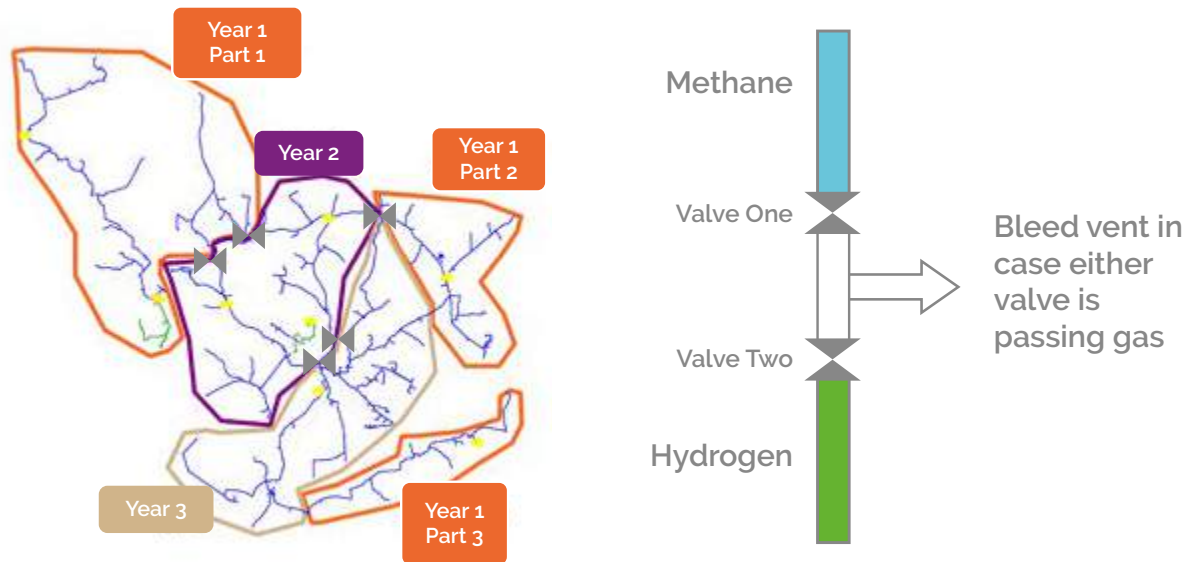 Year 1
Part 1
Year 2
Year 1
Part 2
Year 3
Year 1
Part 3
Methane
Valve One
Bleed vent in
case either
valve is
passing gas
Valve Two
Hydrogen